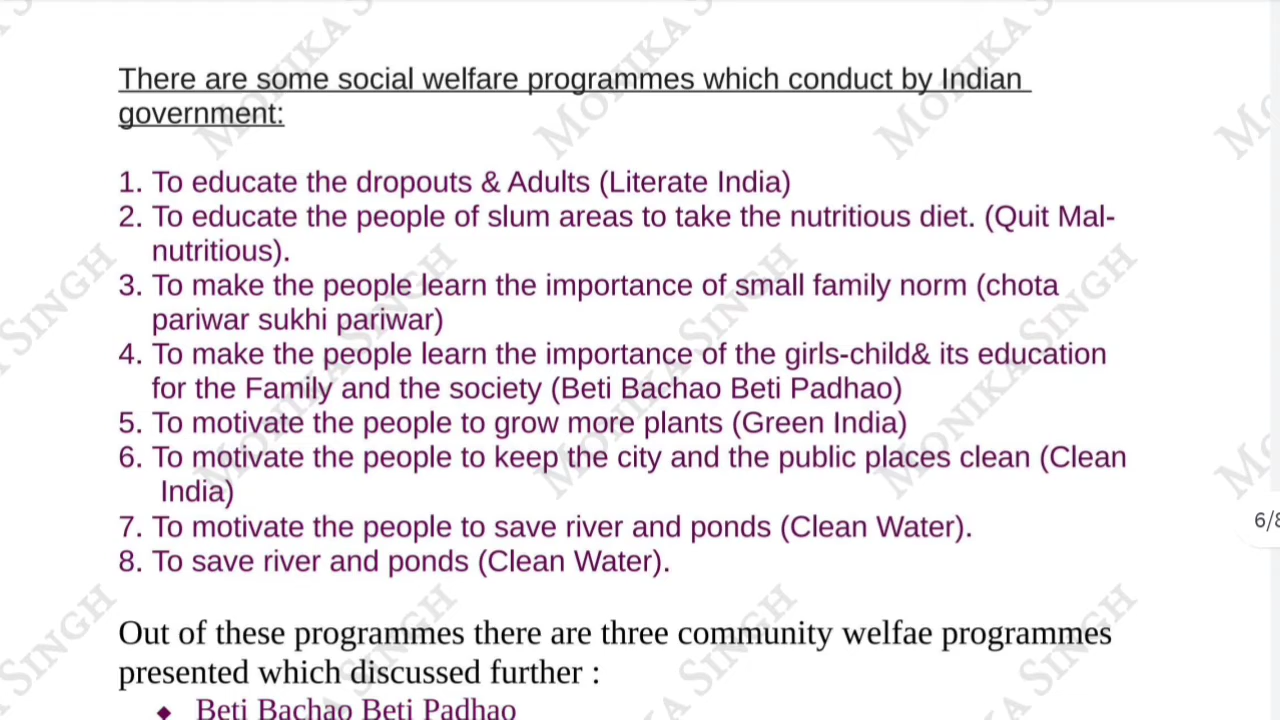 There are some social welfare programmes which conduct by Indian
government:
1. To educate the dropouts & Adults (Literate India)
2. To educate the people of slum areas to take the nutritious diet. (Quit Mal-
nutritious).
3. To make the people learn the importance of small family norm (chota
pariwar sukhi pariwar)
4. To make the people learn the importance of the girls-child& its education
for the Family and the society (Beti Bachao Beti Padhao)
5. To motivate the people to grow more plants (Green India)
6. To motivate the people to keep the city and the public places clean (Clean
India)
7. To motivate the people to save river and ponds (Clean Water).
8. To save river and ponds (Clean Water).
6/8
Out of these programmes there are three community welfae programmes
presented which discussed further :
◆ Beti Bachao Beti Padhao
MONIKA SINGH